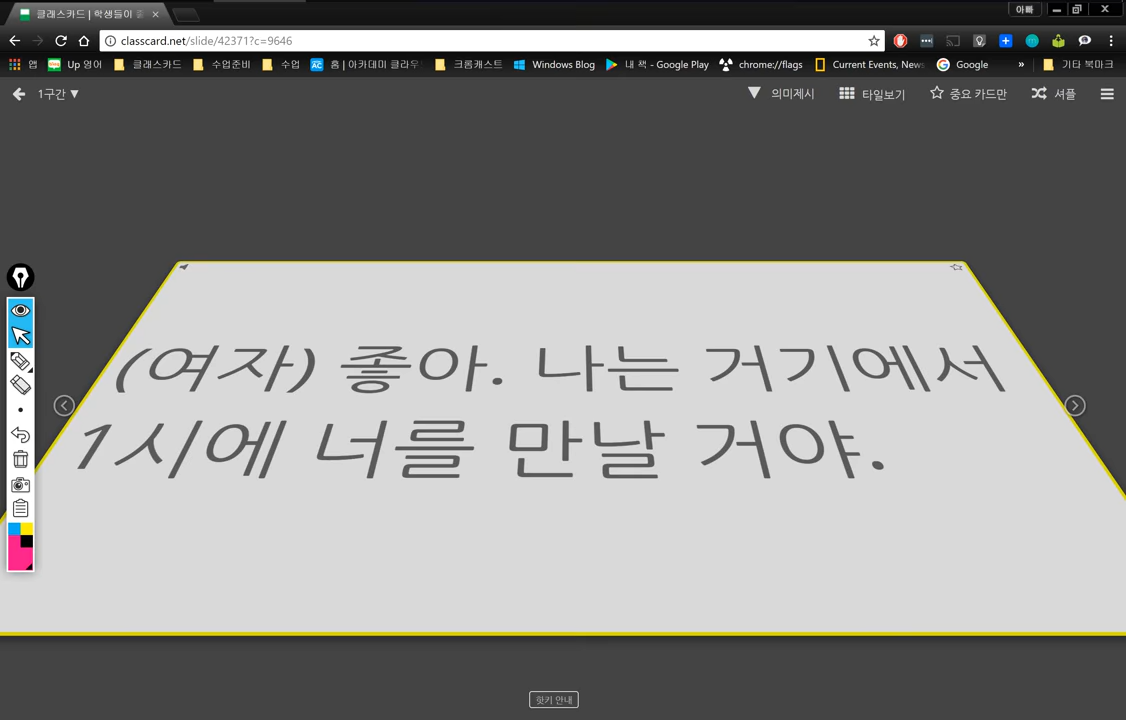 클래스카드 | 학생들이 좋
아빠
classcard.net/slide/42371?c=9646
앱 Up 영어 클래스카드 수업준비 수업 홈 | 아카데미 클라우 크롬캐스트 Windows Blog 내 책 - Google Play chrome://flags Current Events, News Google » 기타 북마크
1구간 ▼ 의미제시 타일보기 중요 카드만 셔플
(여자) 좋아. 나는 거기에서
1시에 너를 만날 거야.
핫키 안내